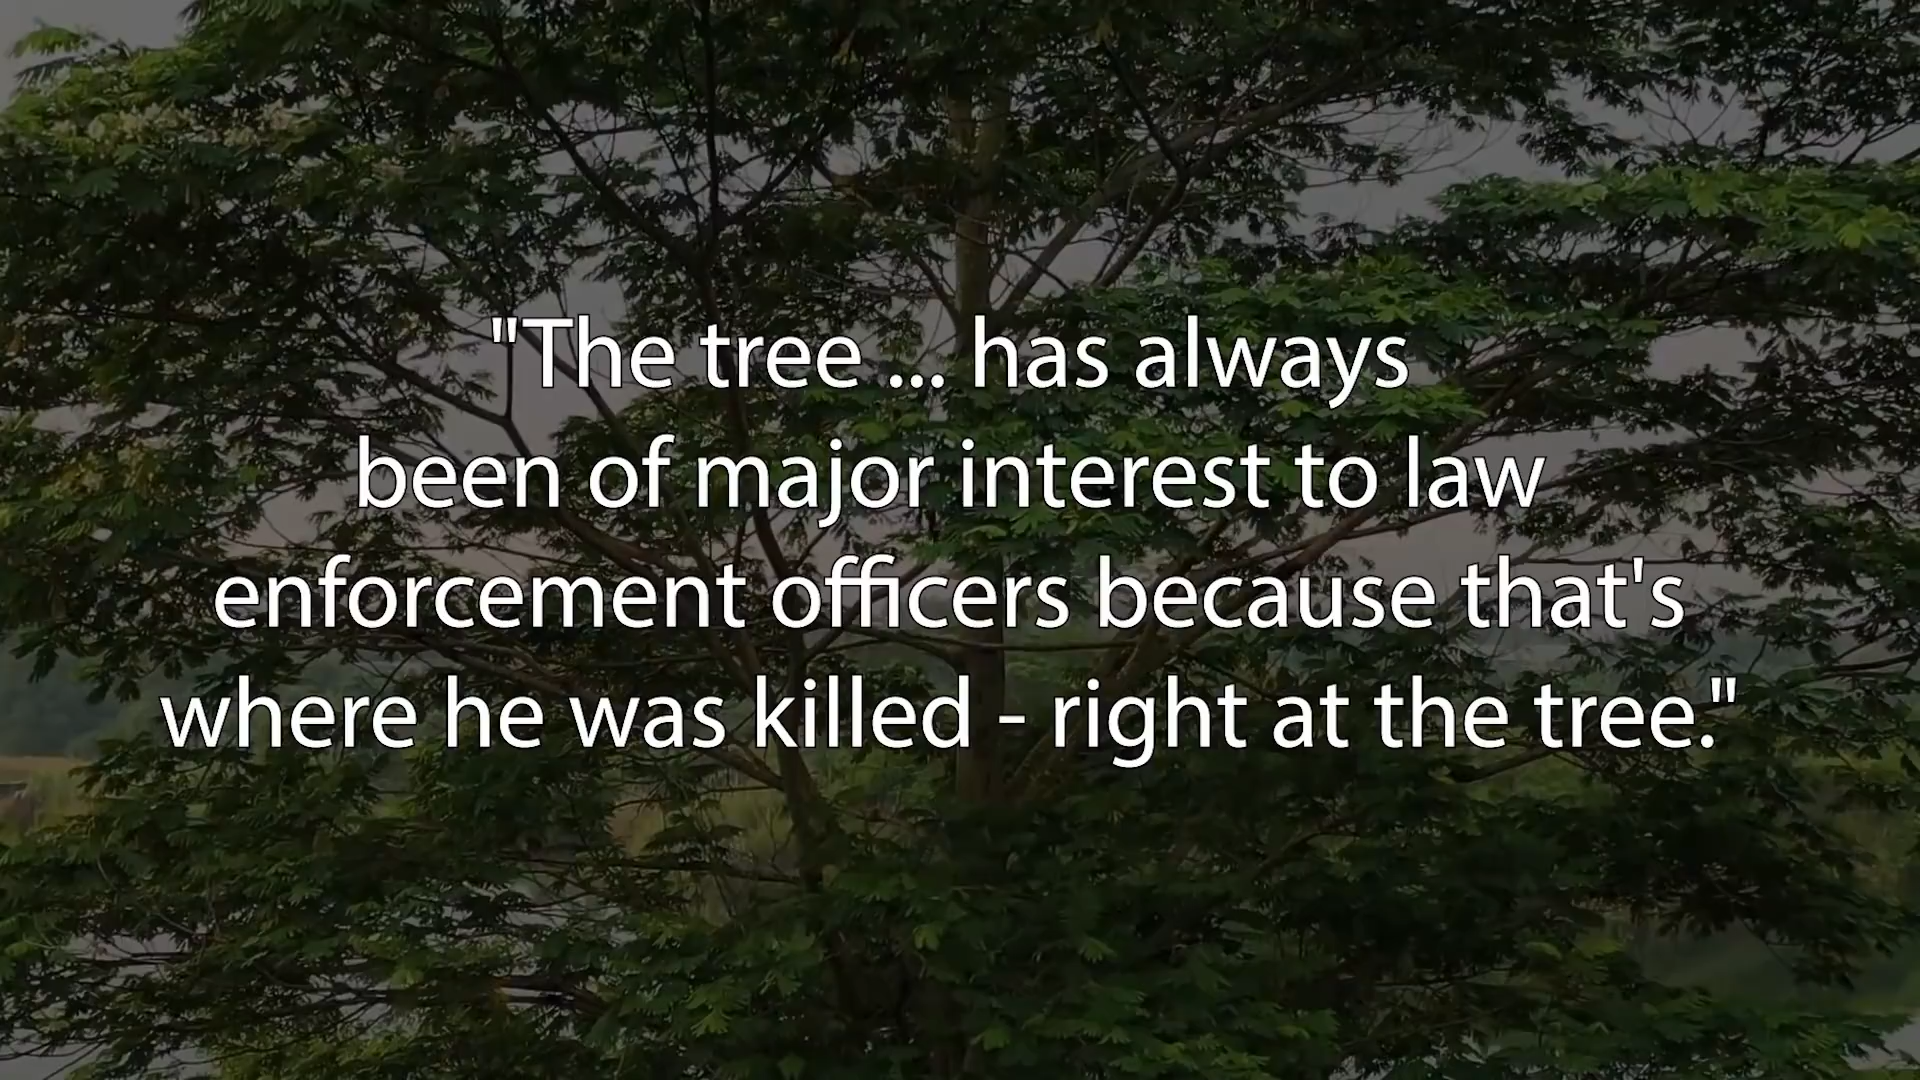 "The tree ... has always
been of major interest to law
enforcement officers because that's
where he was killed - right at the tree."